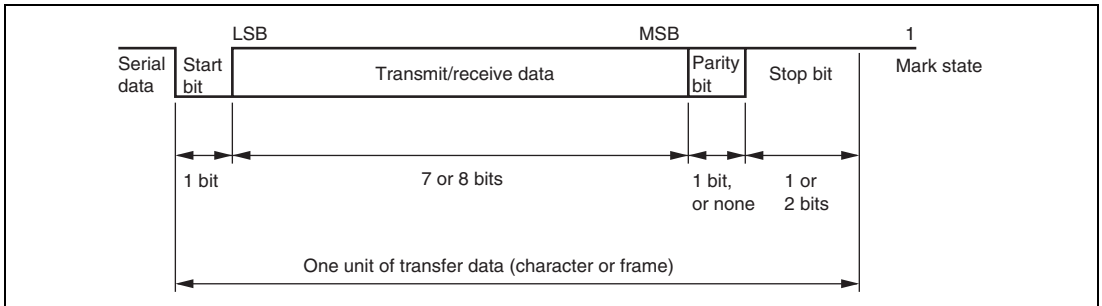 LSB
MSB
1
Serial
data
Start
bit
Transmit/receive data
Parity
bit
Stop bit
Mark state
1 bit
7 or 8 bits
1 bit,
or none
1 or
2 bits
One unit of transfer data (character or frame)